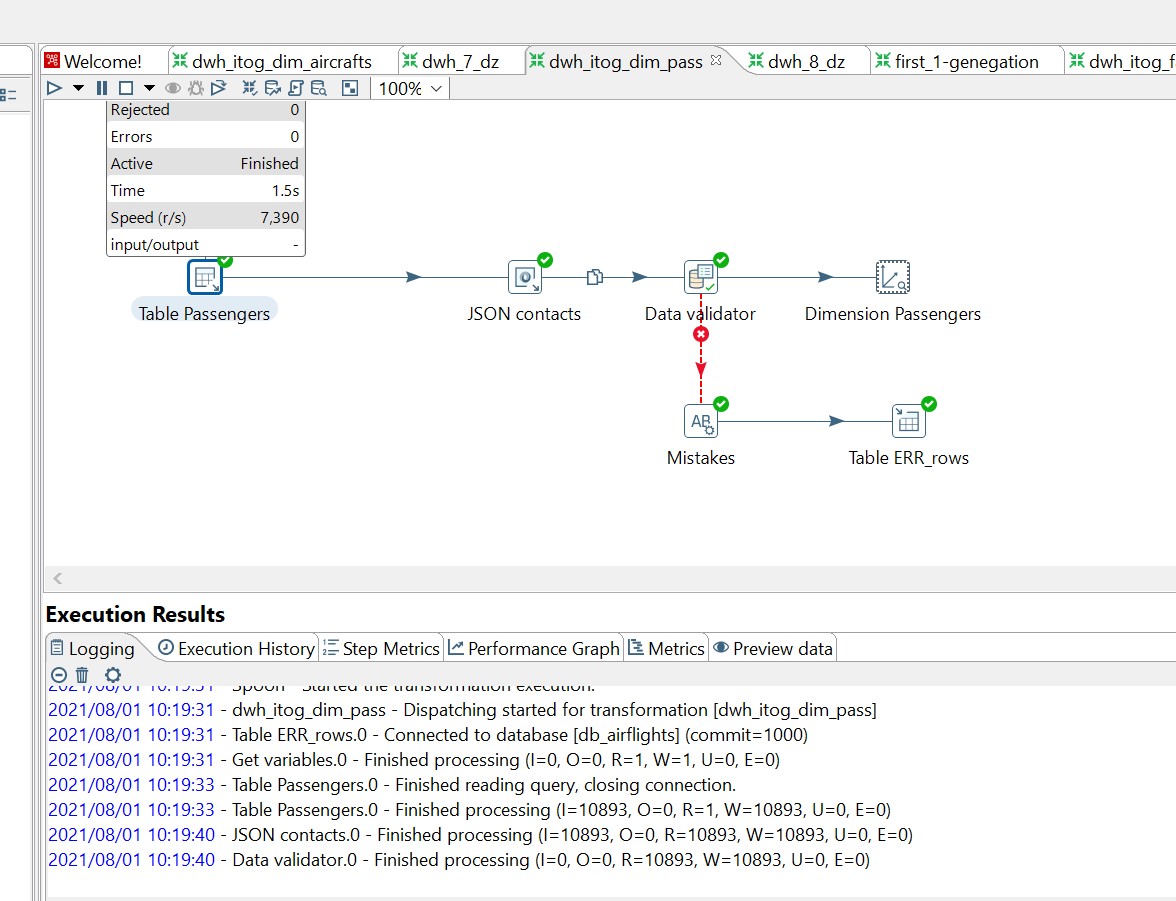 Welcome! dwh_itog_dim_aircrafts dwh_7_dz dwh_itog_dim_pass dwh_8_dz first_1-genegation dwh_itog_f
100%
Rejected 0
Errors 0
Active Finished
Time 1.5s
Speed (r/s) 7,390
input/output -
Table Passengers JSON contacts Data validator Dimension Passengers
AB
Mistakes Table ERR_rows
Execution Results
Logging Execution History Step Metrics Performance Graph Metrics Preview data
2021/08/01 10:19:31 - Spoon - Started the transformation execution.
2021/08/01 10:19:31 - dwh_itog_dim_pass - Dispatching started for transformation [dwh_itog_dim_pass]
2021/08/01 10:19:31 - Table ERR_rows.0 - Connected to database [db_airflights] (commit=1000)
2021/08/01 10:19:31 - Get variables.0 - Finished processing (I=0, O=0, R=1, W=1, U=0, E=0)
2021/08/01 10:19:33 - Table Passengers.0 - Finished reading query, closing connection.
2021/08/01 10:19:33 - Table Passengers.0 - Finished processing (I=10893, O=0, R=1, W=10893, U=0, E=0)
2021/08/01 10:19:40 - JSON contacts.0 - Finished processing (I=10893, O=0, R=10893, W=10893, U=0, E=0)
2021/08/01 10:19:40 - Data validator.0 - Finished processing (I=0, O=0, R=10893, W=10893, U=0, E=0)